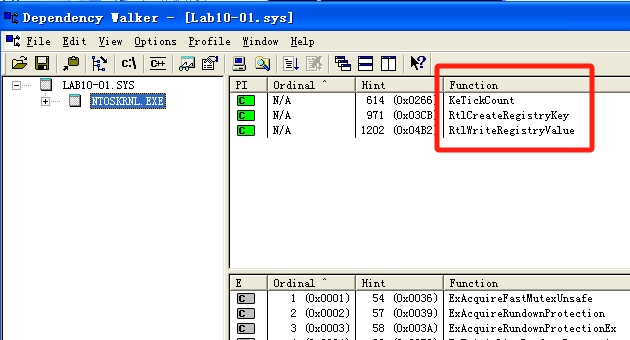 Dependency Walker - [Lab10-01.sys]
File Edit View Options Profile Window Help
c:\ C++
LAB10-01.SYS
NTOSKRNL.EXE
PI Ordinal ^ Hint Function
C N/A 614 (0x0266) KeTickCount
C N/A 971 (0x03CB) RtlCreateRegistryKey
C N/A 1202 (0x04B2) RtlWriteRegistryValue
E Ordinal ^ Hint Function
C 1 (0x0001) 54 (0x0036) ExAcquireFastMutexUnsafe
C 2 (0x0002) 57 (0x0039) ExAcquireRundownProtection
C 3 (0x0003) 58 (0x003A) ExAcquireRundownProtectionEx